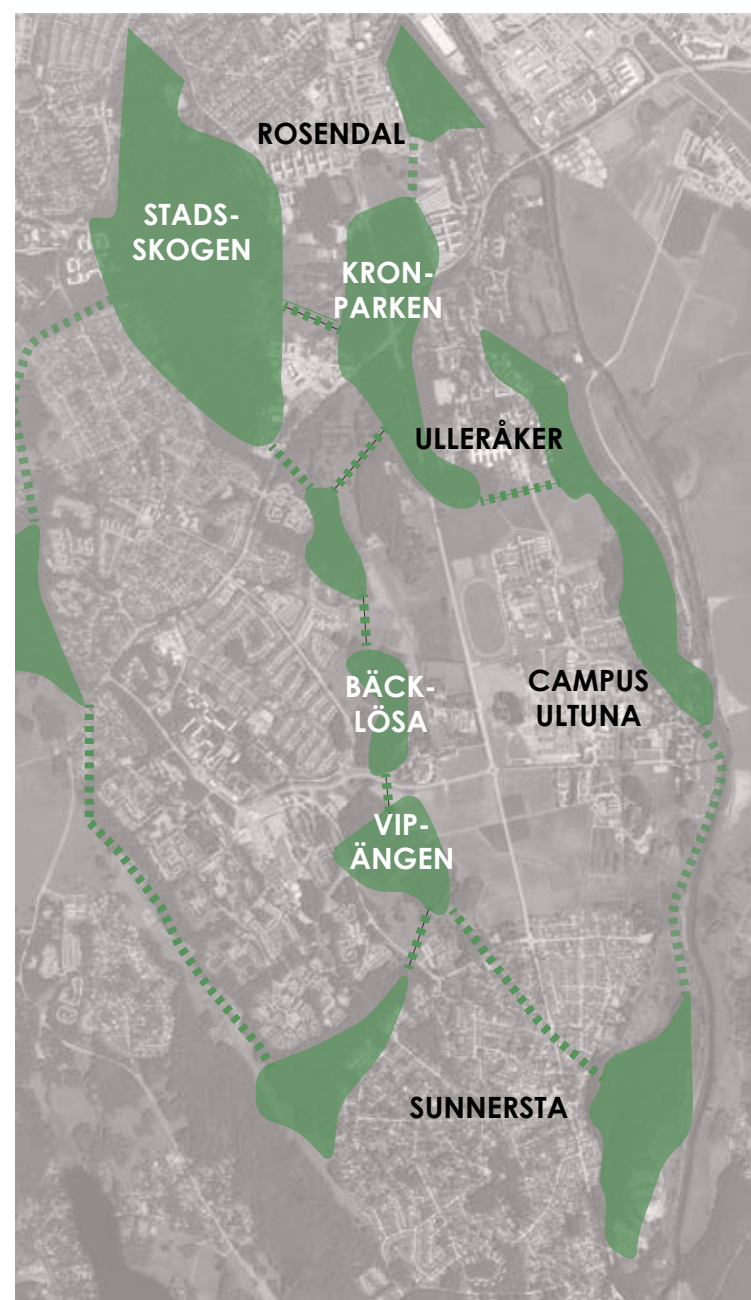 ROSENDAL
STADS-
SKOGEN
KRON-
PARKEN
ULLERÅKER
BÄCK-
LÖSA
CAMPUS
ULTUNA
VIP-
ÄNGEN
SUNNERSTA